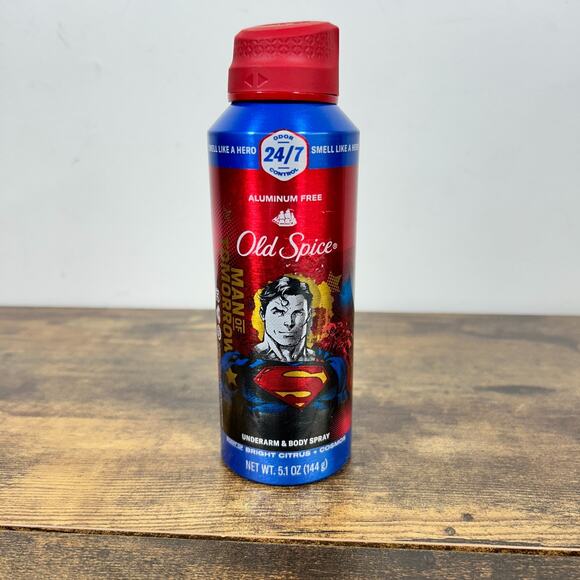 ODOR
24/7
CONTROL
SMELL LIKE A HERO
SMELL LIKE A HERO
ALUMINUM FREE
Old Spice®
MAN OF
TOMORROW
S
UNDERARM & BODY SPRAY
BRIGHT CITRUS + COSMOS
NET WT. 5.1 OZ (144 g)